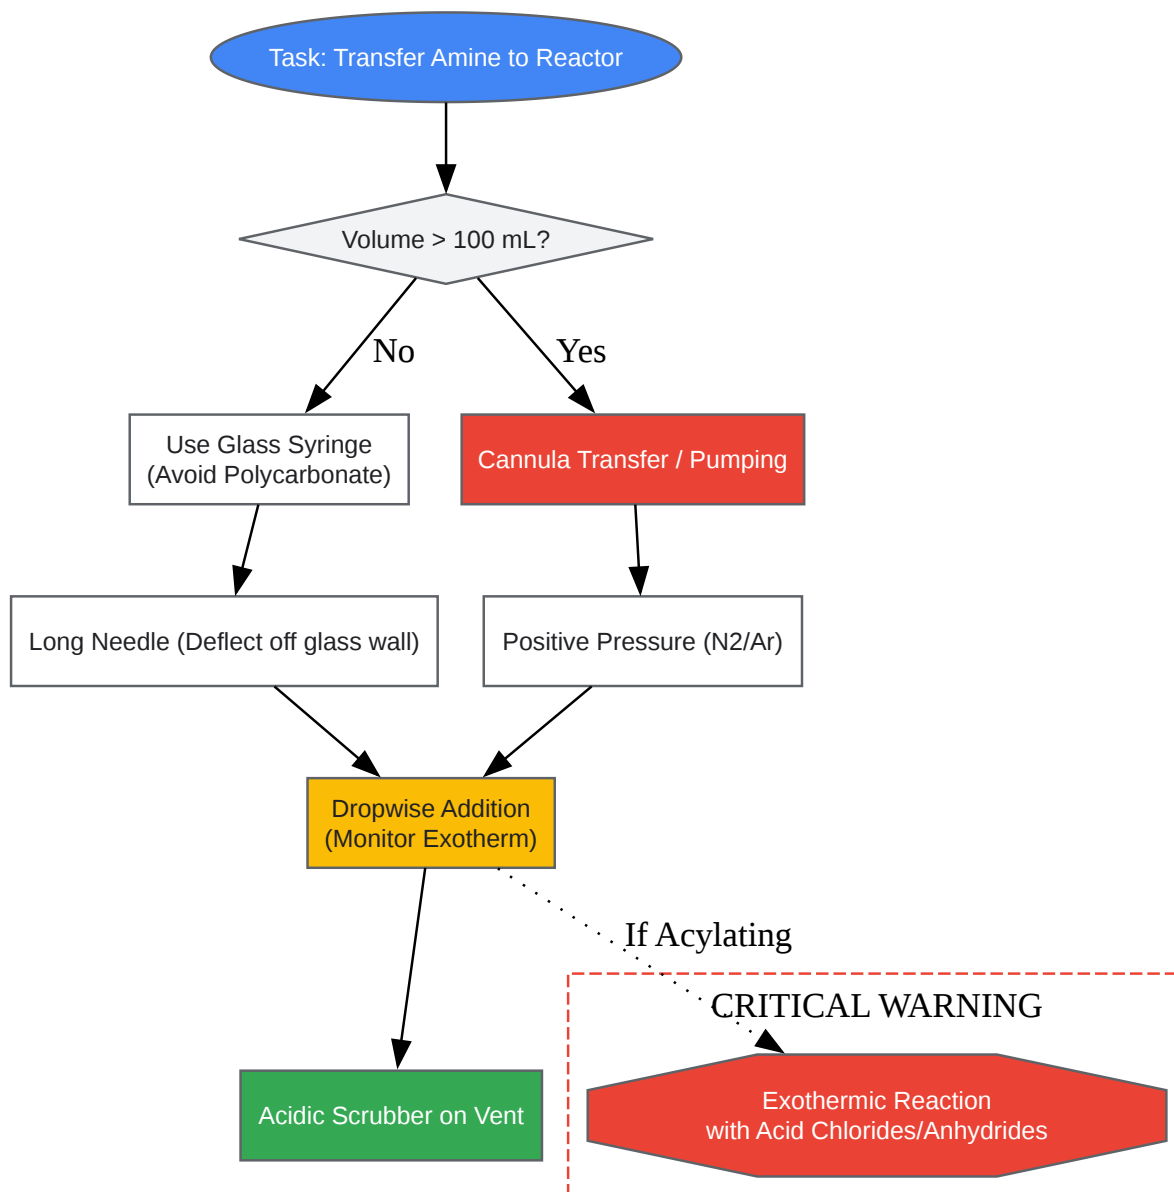 Task: Transfer Amine to Reactor
Volume > 100 mL?
No
Yes
Use Glass Syringe
(Avoid Polycarbonate)
Cannula Transfer / Pumping
Long Needle (Deflect off glass wall)
Positive Pressure (N2/Ar)
Dropwise Addition
(Monitor Exotherm)
If Acylating
CRITICAL WARNING
Acidic Scrubber on Vent
Exothermic Reaction
with Acid Chlorides/Anhydrides